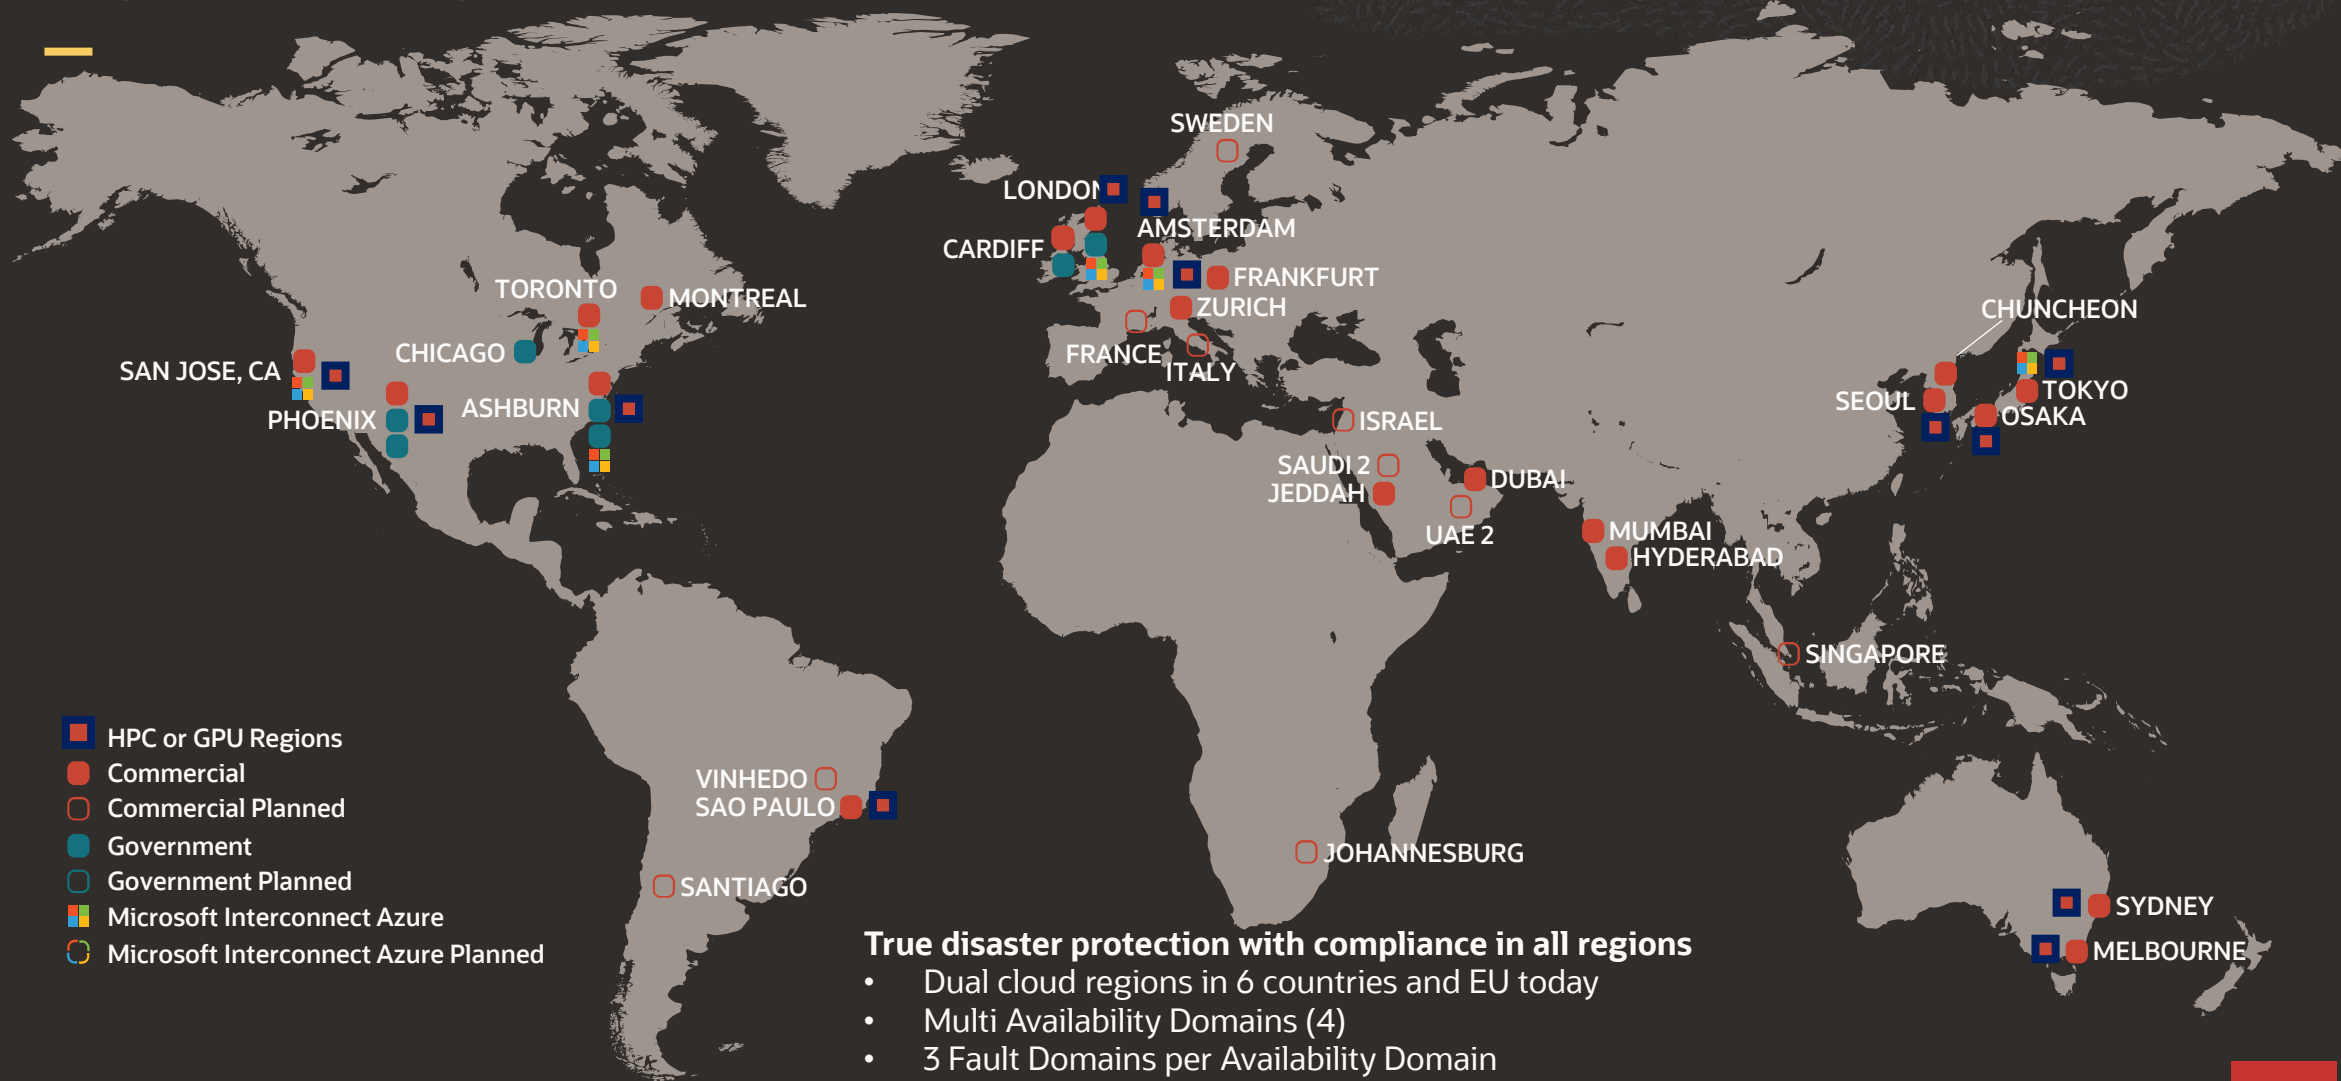 SWEDEN
LONDON
AMSTERDAM
CARDIFF
FRANKFURT
TORONTO
MONTREAL
ZURICH
CHUNCHEON
CHICAGO
FRANCE
SAN JOSE, CA
ITALY
TOKYO
SEOUL
ASHBURN
OSAKA
PHOENIX
ISRAEL
SAUDI 2
DUBAI
JEDDAH
UAE 2
MUMBAI
HYDERABAD
SINGAPORE
VINHEDO
SAO PAULO
JOHANNESBURG
SANTIAGO
SYDNEY
MELBOURNE
HPC or GPU Regions
Commercial
Commercial Planned
Government
Government Planned
Microsoft Interconnect Azure
Microsoft Interconnect Azure Planned
True disaster protection with compliance in all regions
• Dual cloud regions in 6 countries and EU today
• Multi Availability Domains (4)
• 3 Fault Domains per Availability Domain